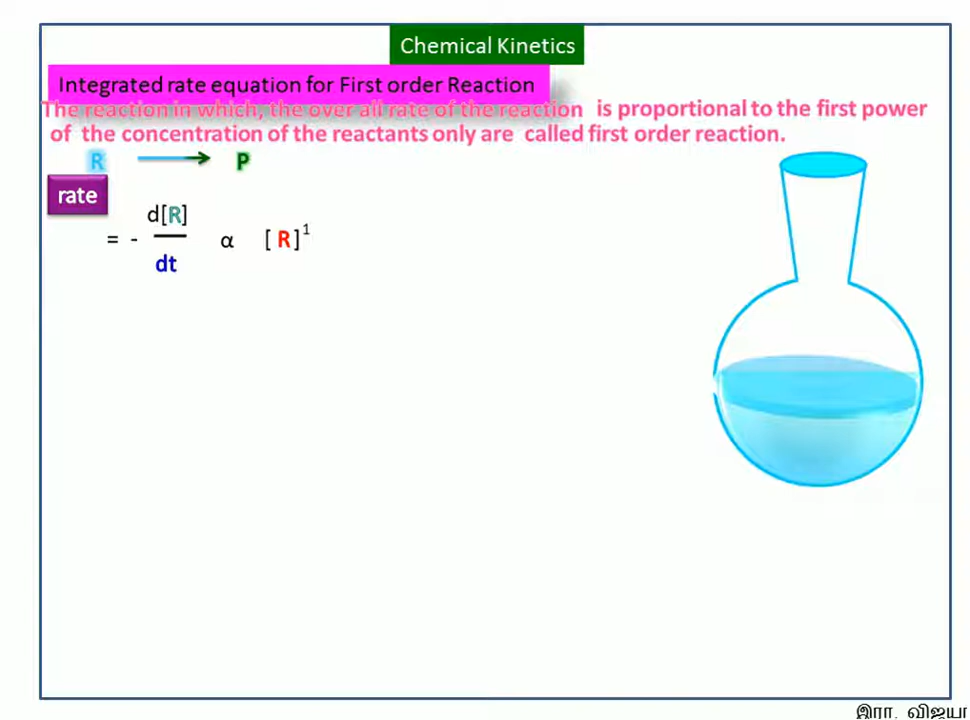 Chemical Kinetics
Integrated rate equation for First order Reaction
The reaction in which, the over all rate of the reaction is proportional to the first power
of the concentration of the reactants only are called first order reaction.
R → P
rate
= - d[R]/dt α [ R ]¹
இரா. விஜயா